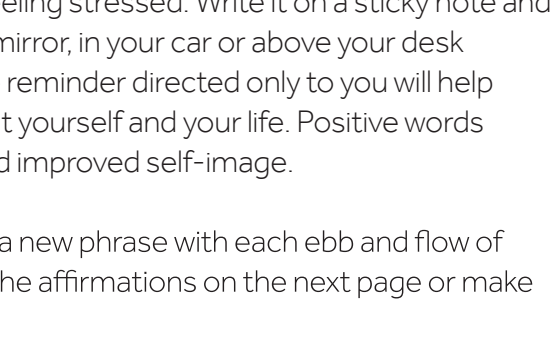 eling stressed. Write it on a sticky note and
mirror, in your car or above your desk
reminder directed only to you will help
t yourself and your life. Positive words
d improved self-image.
a new phrase with each ebb and flow of
he affirmations on the next page or make